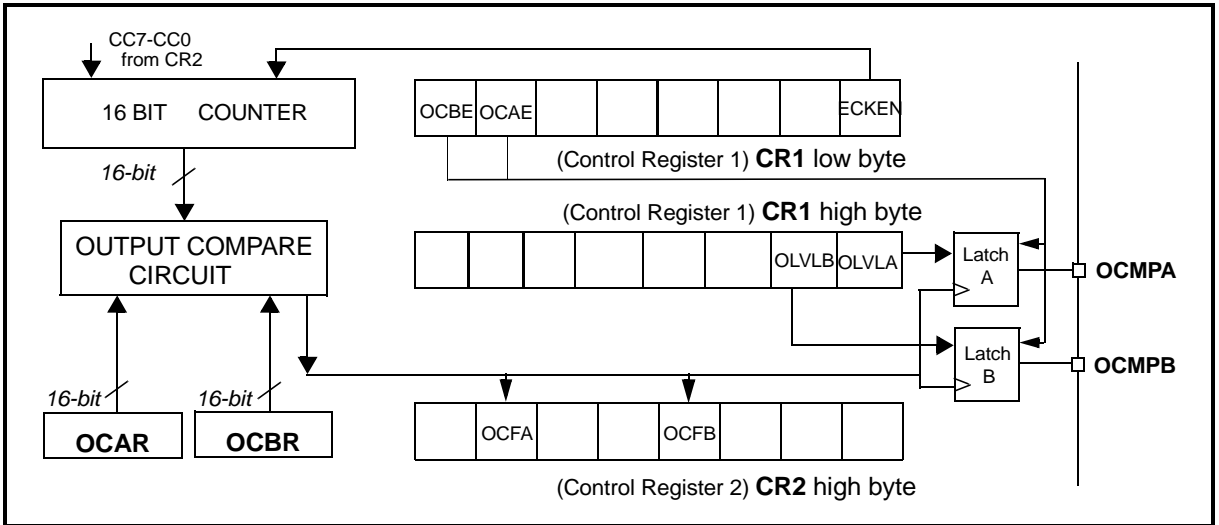 CC7-CC0
from CR2
16 BIT COUNTER
16-bit
OUTPUT COMPARE
CIRCUIT
16-bit
16-bit
OCAR
OCBR
OCBE OCAE ECKEN
(Control Register 1) CR1 low byte
(Control Register 1) CR1 high byte
OLVLB OLVLA
Latch
A
OCMPA
Latch
B
OCMPB
OCFA OCFB
(Control Register 2) CR2 high byte